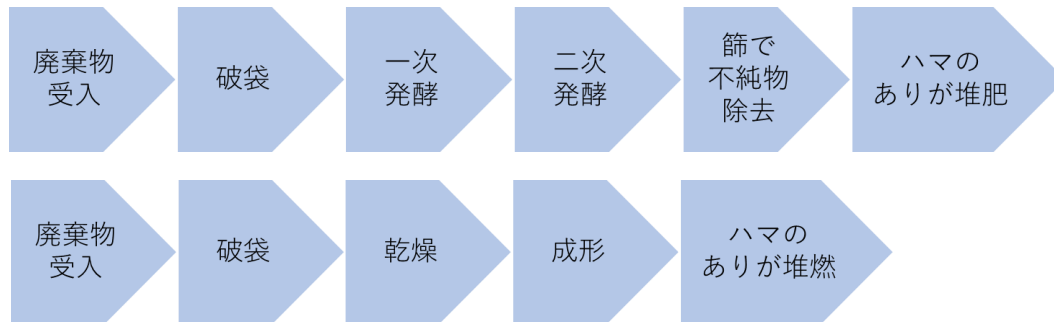 廃棄物
受入
破袋
一次
発酵
二次
発酵
篩で
不純物
除去
ハマの
ありが堆肥
廃棄物
受入
破袋
乾燥
成形
ハマの
ありが堆燃